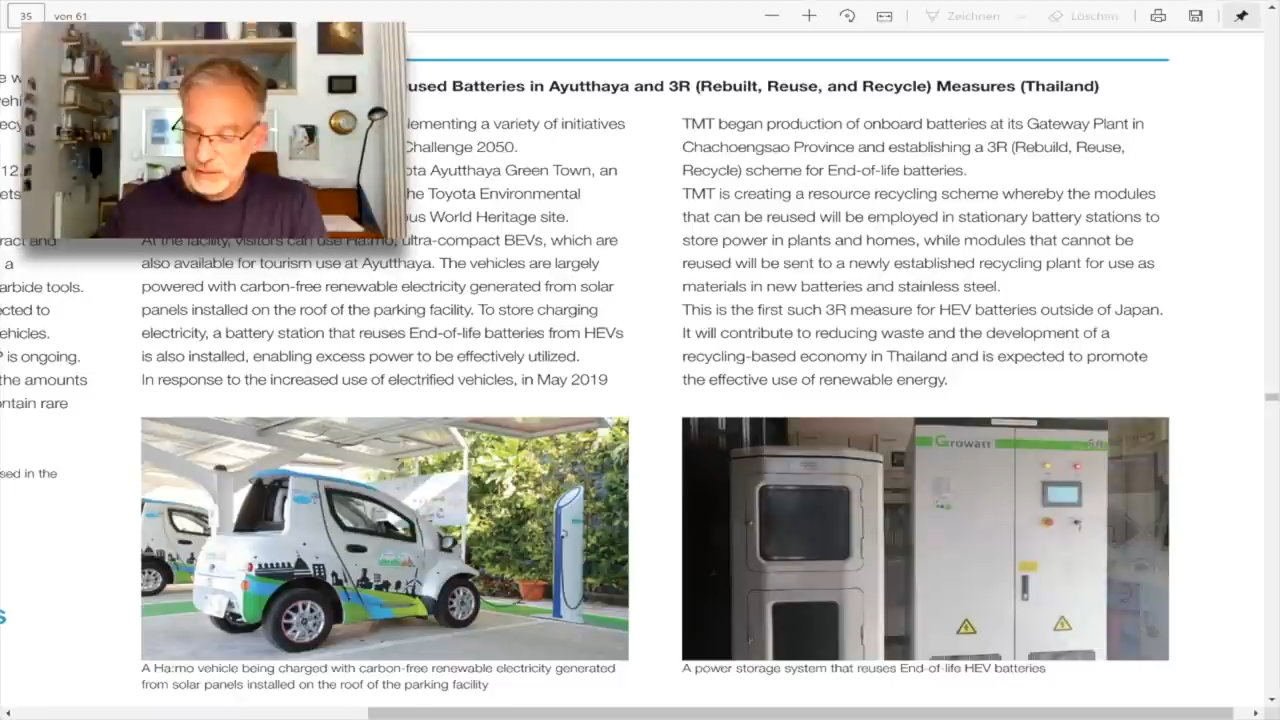 35 von 61
Zeichnen
Löschen
used Batteries in Ayutthaya and 3R (Rebuilt, Reuse, and Recycle) Measures (Thailand)
lementing a variety of initiatives
Challenge 2050.
ota Ayutthaya Green Town, an
he Toyota Environmental
us World Heritage site.
At the facility, visitors can use Ha:mo, ultra-compact BEVs, which are
also available for tourism use at Ayutthaya. The vehicles are largely
powered with carbon-free renewable electricity generated from solar
panels installed on the roof of the parking facility. To store charging
electricity, a battery station that reuses End-of-life batteries from HEVs
is also installed, enabling excess power to be effectively utilized.
In response to the increased use of electrified vehicles, in May 2019
TMT began production of onboard batteries at its Gateway Plant in
Chachoengsao Province and establishing a 3R (Rebuild, Reuse,
Recycle) scheme for End-of-life batteries.
TMT is creating a resource recycling scheme whereby the modules
that can be reused will be employed in stationary battery stations to
store power in plants and homes, while modules that cannot be
reused will be sent to a newly established recycling plant for use as
materials in new batteries and stainless steel.
This is the first such 3R measure for HEV batteries outside of Japan.
It will contribute to reducing waste and the development of a
recycling-based economy in Thailand and is expected to promote
the effective use of renewable energy.
e w
vehi
ecy
12.
ets
ract and
a
arbide tools.
ected to
ehicles.
P is ongoing.
the amounts
ontain rare
sed in the
s
Growatt
A Ha:mo vehicle being charged with carbon-free renewable electricity generated
from solar panels installed on the roof of the parking facility
A power storage system that reuses End-of-life HEV batteries